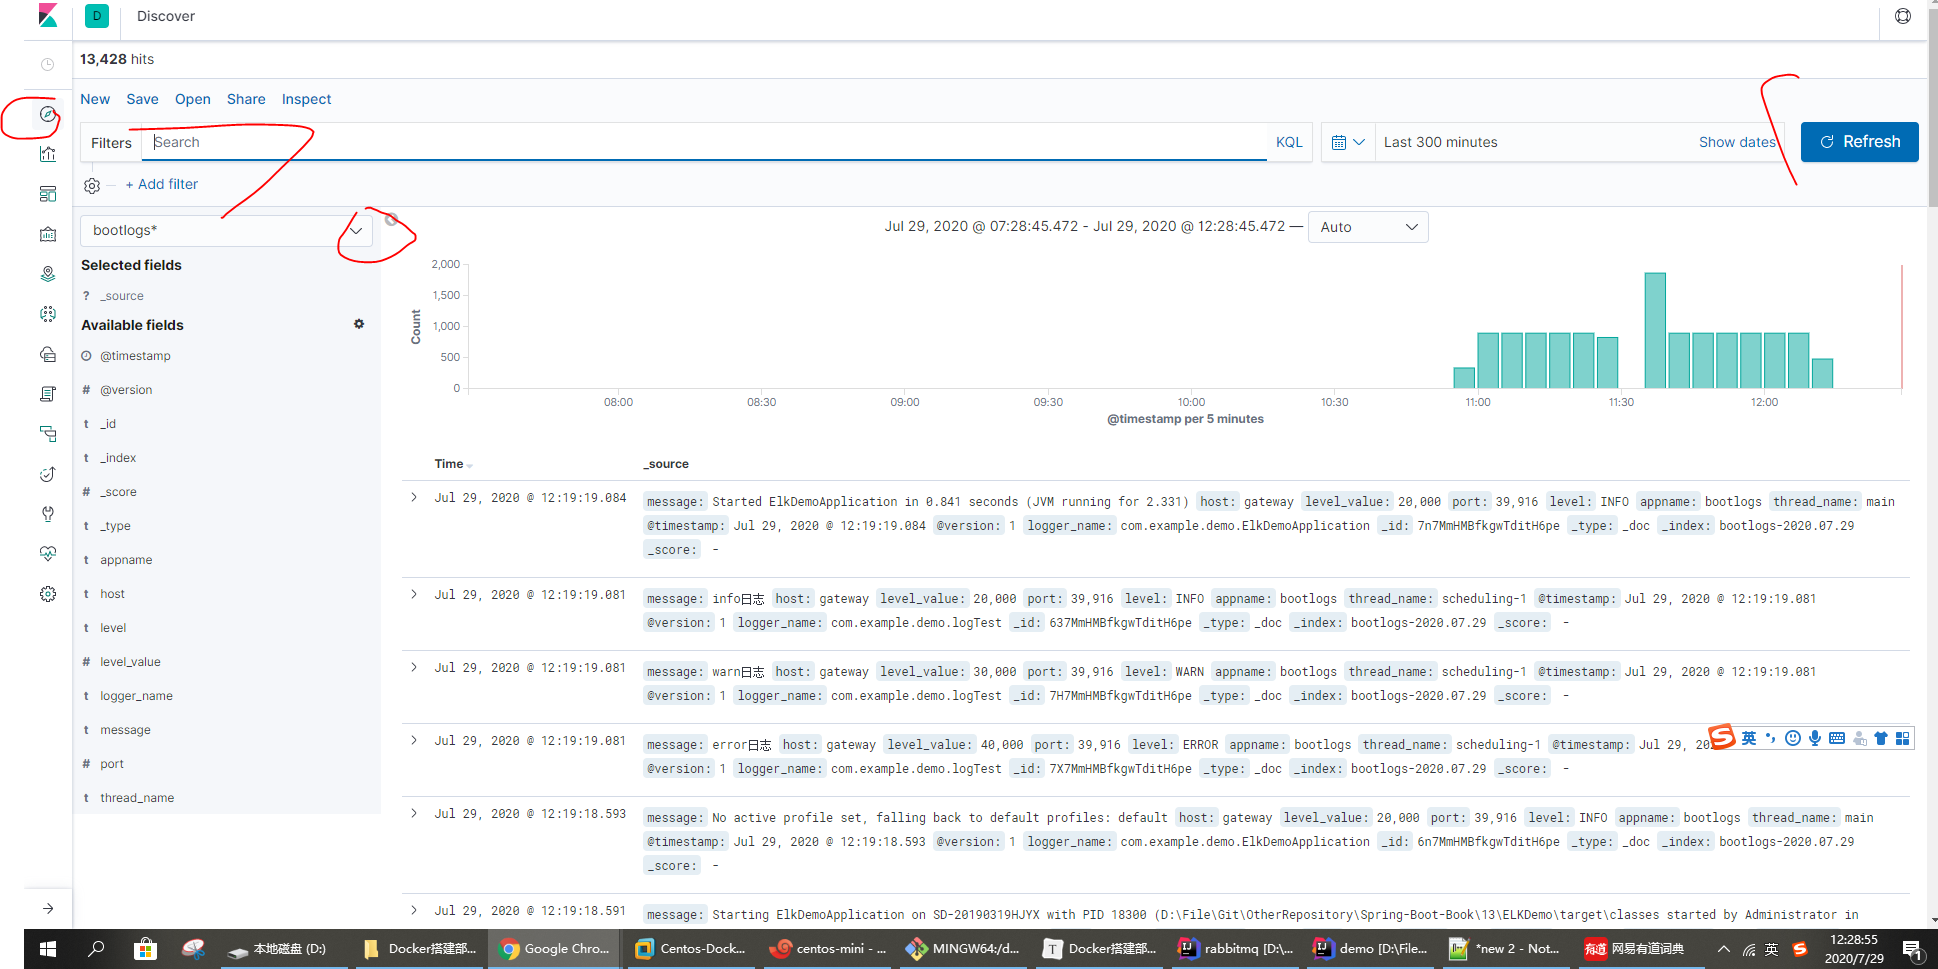 D Discover
13,428 hits
New Save Open Share Inspect
Filters Search KQL Last 300 minutes Show dates Refresh
+ Add filter
bootlogs*
Jul 29, 2020 @ 07:28:45.472 - Jul 29, 2020 @ 12:28:45.472 — Auto
Selected fields
? _source
Available fields
@timestamp
# @version
t _id
t _index
# _score
t _type
t appname
t host
t level
# level_value
t logger_name
t message
# port
t thread_name
Count
2,000
1,500
1,000
500
0
08:00 08:30 09:00 09:30 10:00 10:30 11:00 11:30 12:00
@timestamp per 5 minutes
Time _source
Jul 29, 2020 @ 12:19:19.084 message: Started ElkDemoApplication in 0.841 seconds (JVM running for 2.331) host: gateway level_value: 20,000 port: 39,916 level: INFO appname: bootlogs thread_name: main
@timestamp: Jul 29, 2020 @ 12:19:19.084 @version: 1 logger_name: com.example.demo.ElkDemoApplication _id: 7n7MmHMBfkgwTditH6pe _type: _doc _index: bootlogs-2020.07.29
_score: -
Jul 29, 2020 @ 12:19:19.081 message: info日志 host: gateway level_value: 20,000 port: 39,916 level: INFO appname: bootlogs thread_name: scheduling-1 @timestamp: Jul 29, 2020 @ 12:19:19.081
@version: 1 logger_name: com.example.demo.logTest _id: 637MmHMBfkgwTditH6pe _type: _doc _index: bootlogs-2020.07.29 _score: -
Jul 29, 2020 @ 12:19:19.081 message: warn日志 host: gateway level_value: 30,000 port: 39,916 level: WARN appname: bootlogs thread_name: scheduling-1 @timestamp: Jul 29, 2020 @ 12:19:19.081
@version: 1 logger_name: com.example.demo.logTest _id: 7H7MmHMBfkgwTditH6pe _type: _doc _index: bootlogs-2020.07.29 _score: -
Jul 29, 2020 @ 12:19:19.081 message: error日志 host: gateway level_value: 40,000 port: 39,916 level: ERROR appname: bootlogs thread_name: scheduling-1 @timestamp: Jul 29,
@version: 1 logger_name: com.example.demo.logTest _id: 7X7MmHMBfkgwTditH6pe _type: _doc _index: bootlogs-2020.07.29 _score: -
英
Jul 29, 2020 @ 12:19:18.593 message: No active profile set, falling back to default profiles: default host: gateway level_value: 20,000 port: 39,916 level: INFO appname: bootlogs thread_name: main
@timestamp: Jul 29, 2020 @ 12:19:18.593 @version: 1 logger_name: com.example.demo.ElkDemoApplication _id: 6n7MmHMBfkgwTditH6pe _type: _doc _index: bootlogs-2020.07.29
_score: -
Jul 29, 2020 @ 12:19:18.591 message: Starting ElkDemoApplication on SD-20190319HJYX with PID 18300 (D:\File\Git\OtherRepository\Spring-Boot-Book\13\ELKDemo\target\classes started by Administrator in
本地磁盘 (D:) Docker搭建部... Google Chro... Centos-Dock... centos-mini - ... MINGW64:/d... Docker搭建部... rabbitmq [D:\... demo [D:\File... *new 2 - Not... 有道 网易有道词典 英 12:28:55
2020/7/29 1